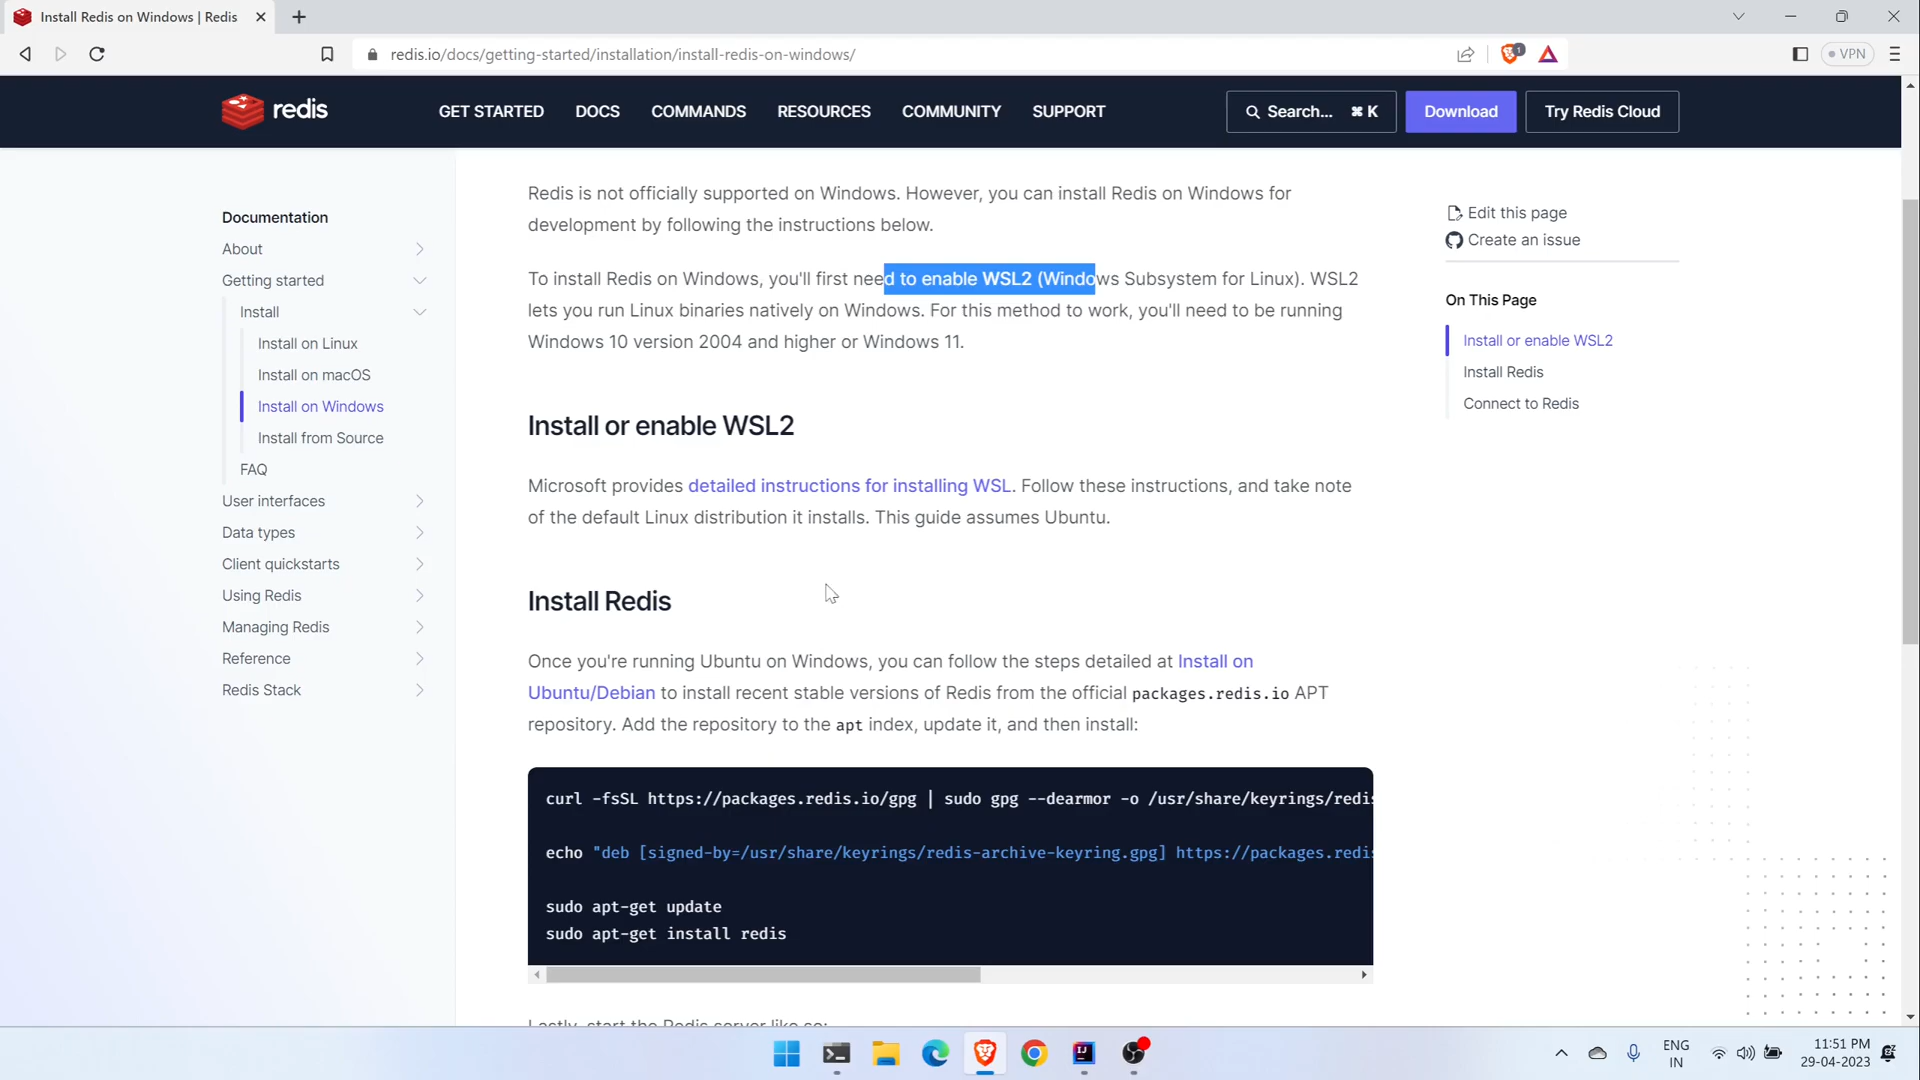 Install Redis on Windows | Redis
redis.io/docs/getting-started/installation/install-redis-on-windows/
1
VPN
redis
GET STARTED
DOCS
COMMANDS
RESOURCES
COMMUNITY
SUPPORT
Search... ⌘ K
Download
Try Redis Cloud
Documentation
About
Getting started
Install
Install on Linux
Install on macOS
Install on Windows
Install from Source
FAQ
User interfaces
Data types
Client quickstarts
Using Redis
Managing Redis
Reference
Redis Stack
Redis is not officially supported on Windows. However, you can install Redis on Windows for
development by following the instructions below.
To install Redis on Windows, you'll first need to enable WSL2 (Windows Subsystem for Linux). WSL2
lets you run Linux binaries natively on Windows. For this method to work, you'll need to be running
Windows 10 version 2004 and higher or Windows 11.
Install or enable WSL2
Microsoft provides detailed instructions for installing WSL. Follow these instructions, and take note
of the default Linux distribution it installs. This guide assumes Ubuntu.
Install Redis
Once you're running Ubuntu on Windows, you can follow the steps detailed at Install on
Ubuntu/Debian to install recent stable versions of Redis from the official packages.redis.io APT
repository. Add the repository to the apt index, update it, and then install:
curl -fsSL https://packages.redis.io/gpg | sudo gpg --dearmor -o /usr/share/keyrings/redis
echo "deb [signed-by=/usr/share/keyrings/redis-archive-keyring.gpg] https://packages.redis
sudo apt-get update
sudo apt-get install redis
Lastly, start the Redis server like so:
Edit this page
Create an issue
On This Page
Install or enable WSL2
Install Redis
Connect to Redis
ENG
IN
11:51 PM
29-04-2023